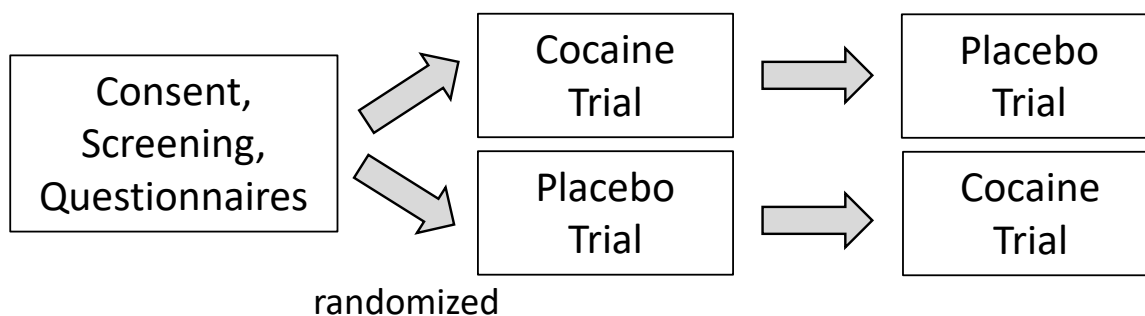 Consent,
Screening,
Questionnaires
Cocaine
Trial
Placebo
Trial
Placebo
Trial
Cocaine
Trial
randomized